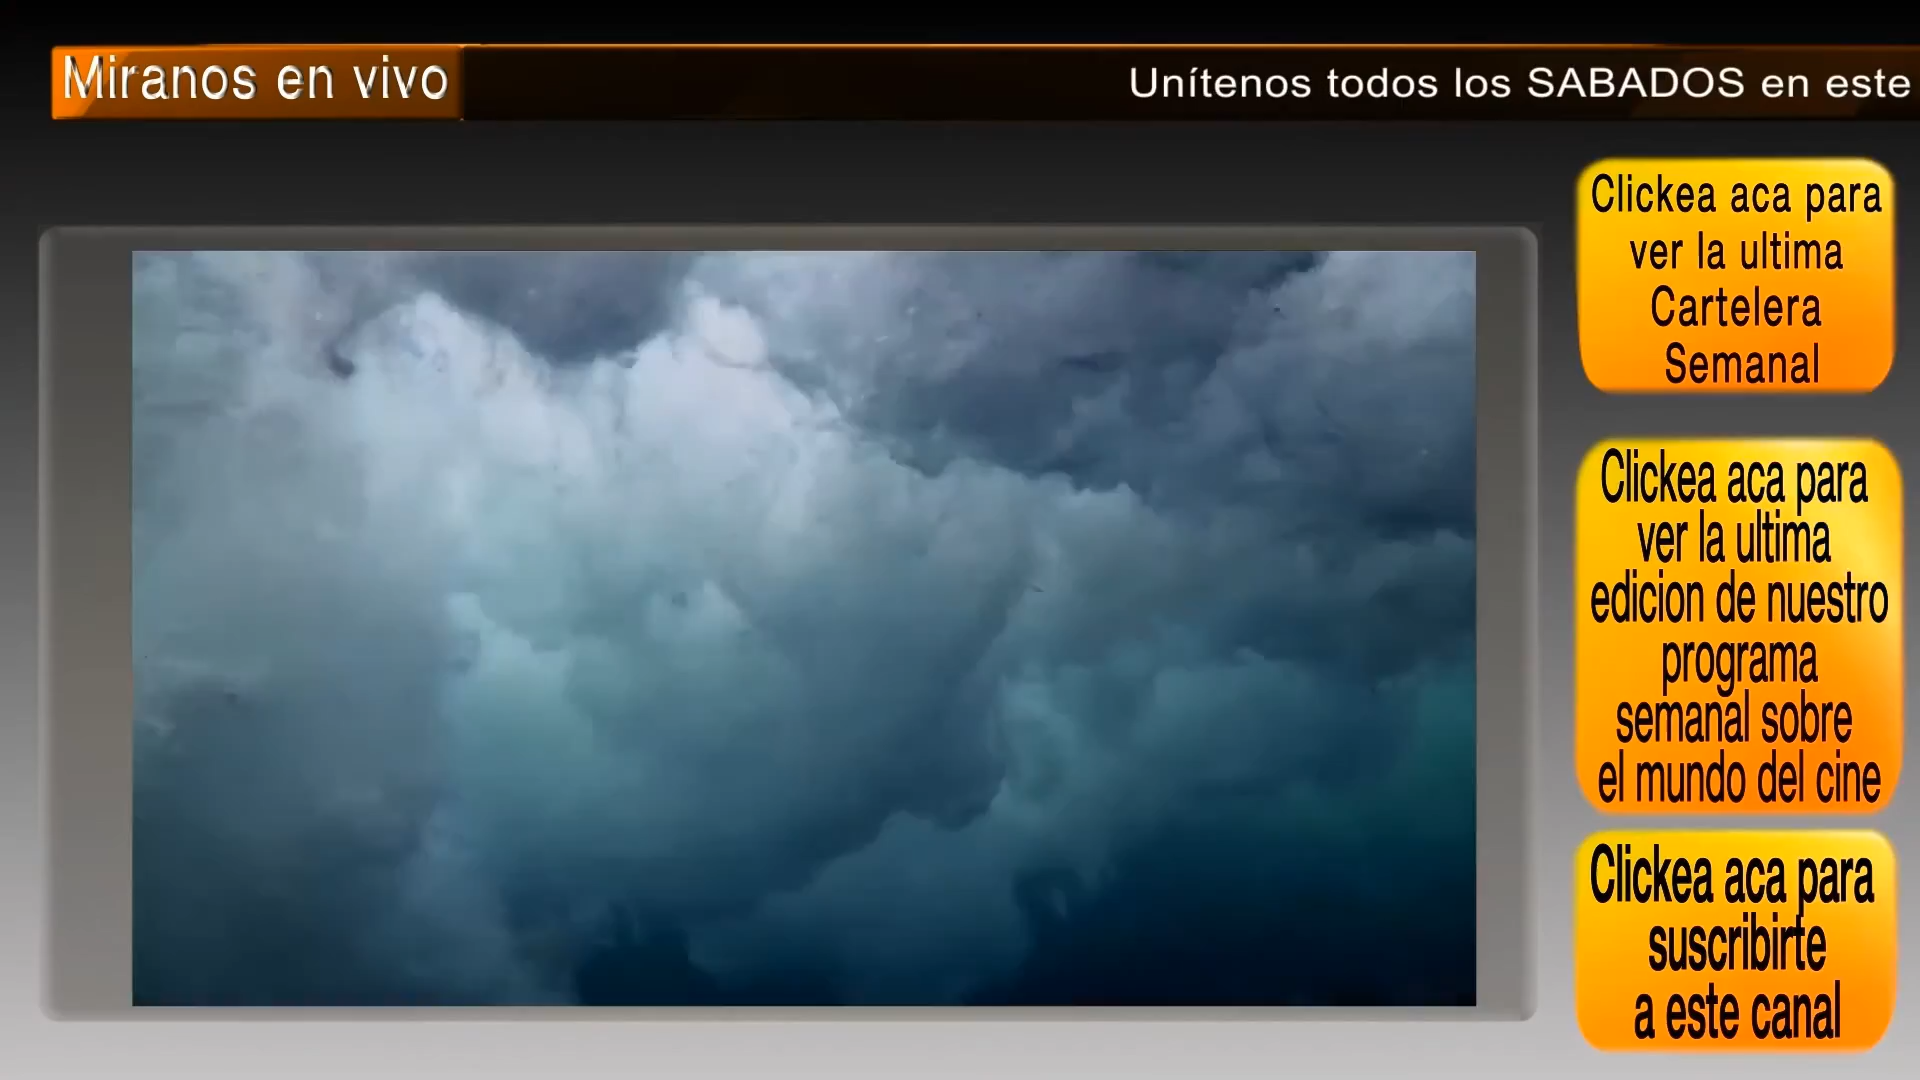 Miranos en vivo
Unítenos todos los SABADOS en este
Clickea aca para
ver la ultima
Cartelera
Semanal
Clickea aca para
ver la ultima
edicion de nuestro
programa
semanal sobre
el mundo del cine
Clickea aca para
suscribirte
a este canal